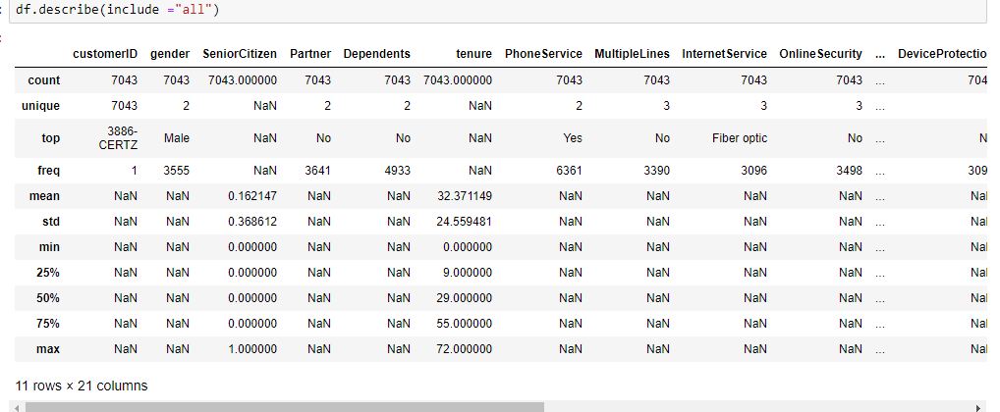 df.describe(include ="all")
customerID gender SeniorCitizen Partner Dependents tenure PhoneService MultipleLines InternetService OnlineSecurity ... DeviceProtectio
count 7043 7043 7043.000000 7043 7043 7043.000000 7043 7043 7043 7043 ... 704
unique 7043 2 NaN 2 2 NaN 2 3 3 3 ...
top 3886-CERTZ Male NaN No No NaN Yes No Fiber optic No ... N
freq 1 3555 NaN 3641 4933 NaN 6361 3390 3096 3498 ... 309
mean NaN NaN 0.162147 NaN NaN 32.371149 NaN NaN NaN NaN ... Na
std NaN NaN 0.368612 NaN NaN 24.559481 NaN NaN NaN NaN ... Na
min NaN NaN 0.000000 NaN NaN 0.000000 NaN NaN NaN NaN ... Na
25% NaN NaN 0.000000 NaN NaN 9.000000 NaN NaN NaN NaN ... Na
50% NaN NaN 0.000000 NaN NaN 29.000000 NaN NaN NaN NaN ... Na
75% NaN NaN 0.000000 NaN NaN 55.000000 NaN NaN NaN NaN ... Na
max NaN NaN 1.000000 NaN NaN 72.000000 NaN NaN NaN NaN ... Na
11 rows × 21 columns